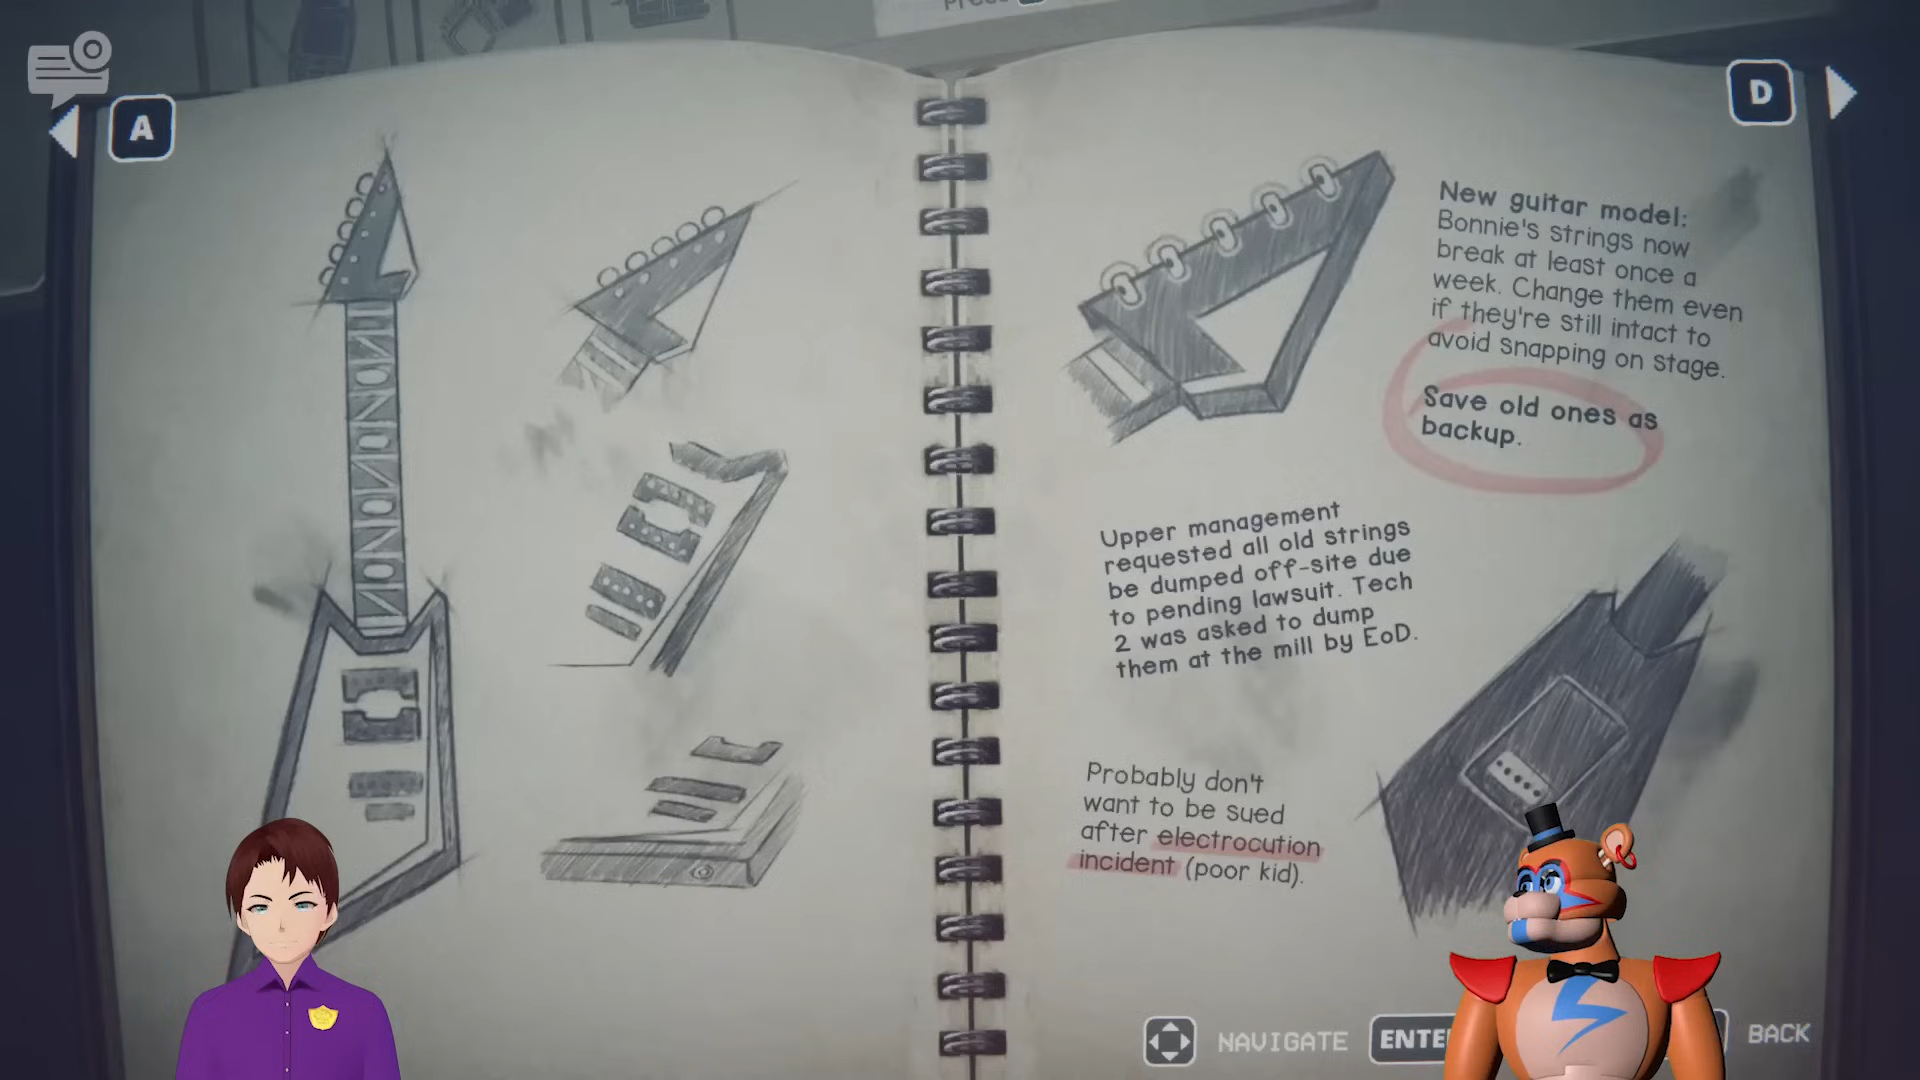 A
D
New guitar model:
Bonnie's strings now
break at least once a
week. Change them even
if they're still intact to
avoid snapping on stage.
Save old ones as
backup.
Upper management
requested all old strings
be dumped off-site due
to pending lawsuit. Tech
2 was asked to dump
them at the mill by EoD.
Probably don't
want to be sued
after electrocution
incident (poor kid).
NAVIGATE
BACK